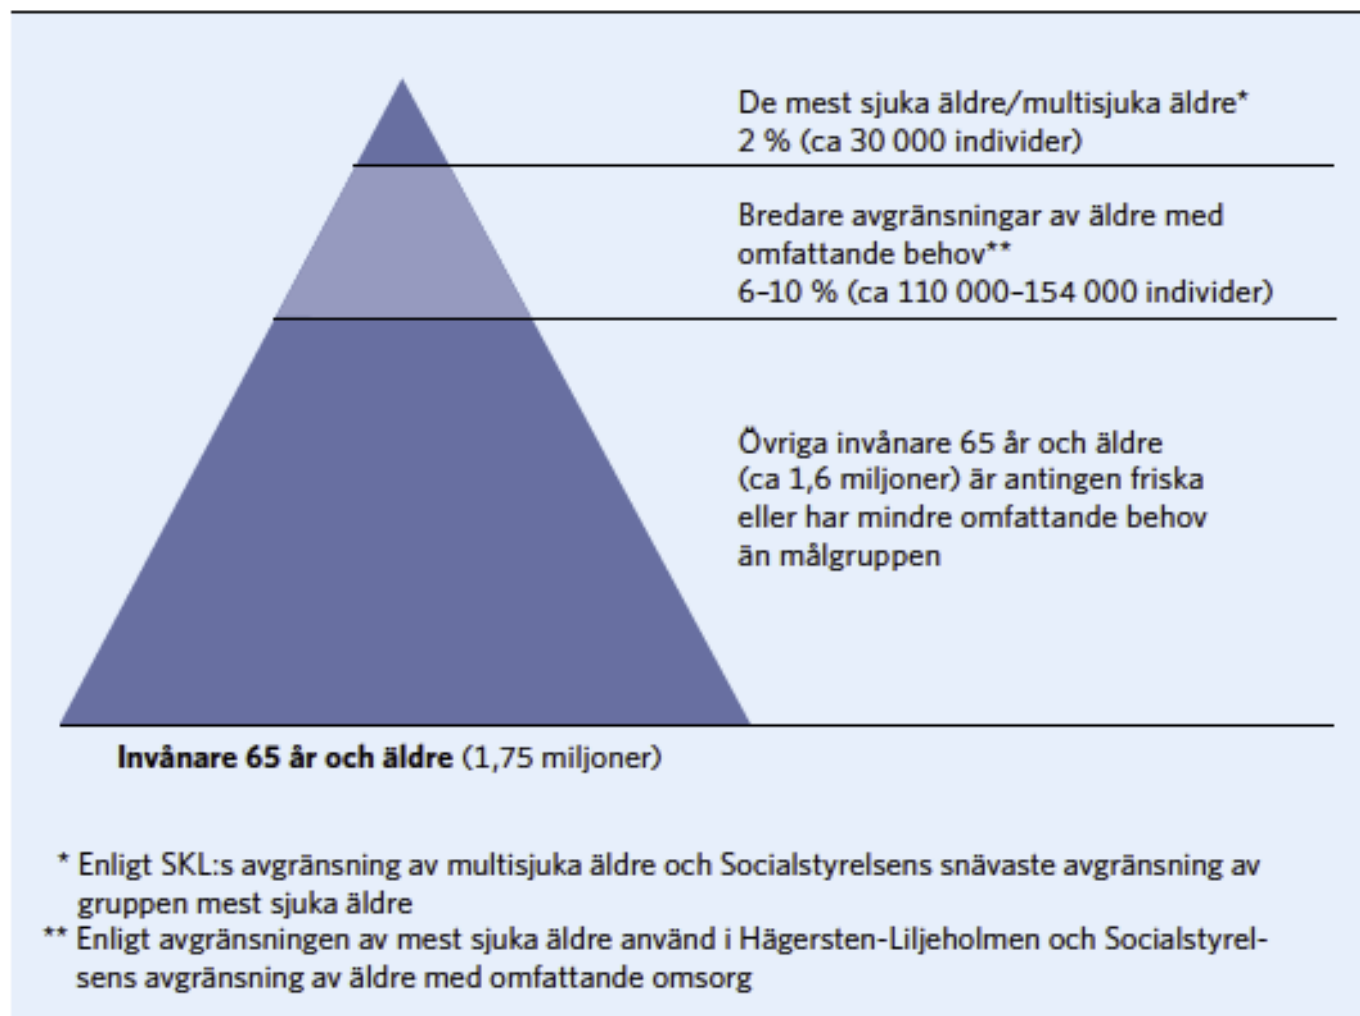 De mest sjuka äldre/multisjuka äldre*
2 % (ca 30 000 individer)
Bredare avgränsningar av äldre med
omfattande behov**
6–10 % (ca 110 000–154 000 individer)
Övriga invånare 65 år och äldre
(ca 1,6 miljoner) är antingen friska
eller har mindre omfattande behov
än målgruppen
Invånare 65 år och äldre (1,75 miljoner)
* Enligt SKL:s avgränsning av multisjuka äldre och Socialstyrelsens snävaste avgränsning av
gruppen mest sjuka äldre
** Enligt avgränsningen av mest sjuka äldre använd i Hägersten-Liljeholmen och Socialstyrel-
sens avgränsning av äldre med omfattande omsorg